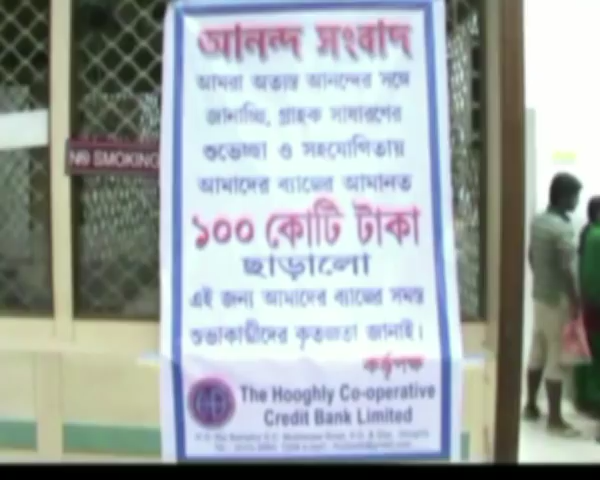 আনন্দ সংবাদ
আমরা অত্যন্ত আনন্দের সঙ্গে
জানাচ্ছি, গ্রাহক সাধারণের
শুভেচ্ছা ও সহযোগিতায়
আমাদের ব্যাঙ্কের আমানত
১০০ কোটি টাকা
ছাড়ালো
এই জন্য আমাদের ব্যাঙ্কের সমস্ত
শুভাকাঙ্ক্ষীদের কৃতজ্ঞতা জানাই।
কর্তৃপক্ষ
The Hooghly Co-operative
Credit Bank Limited
NO SMOKING